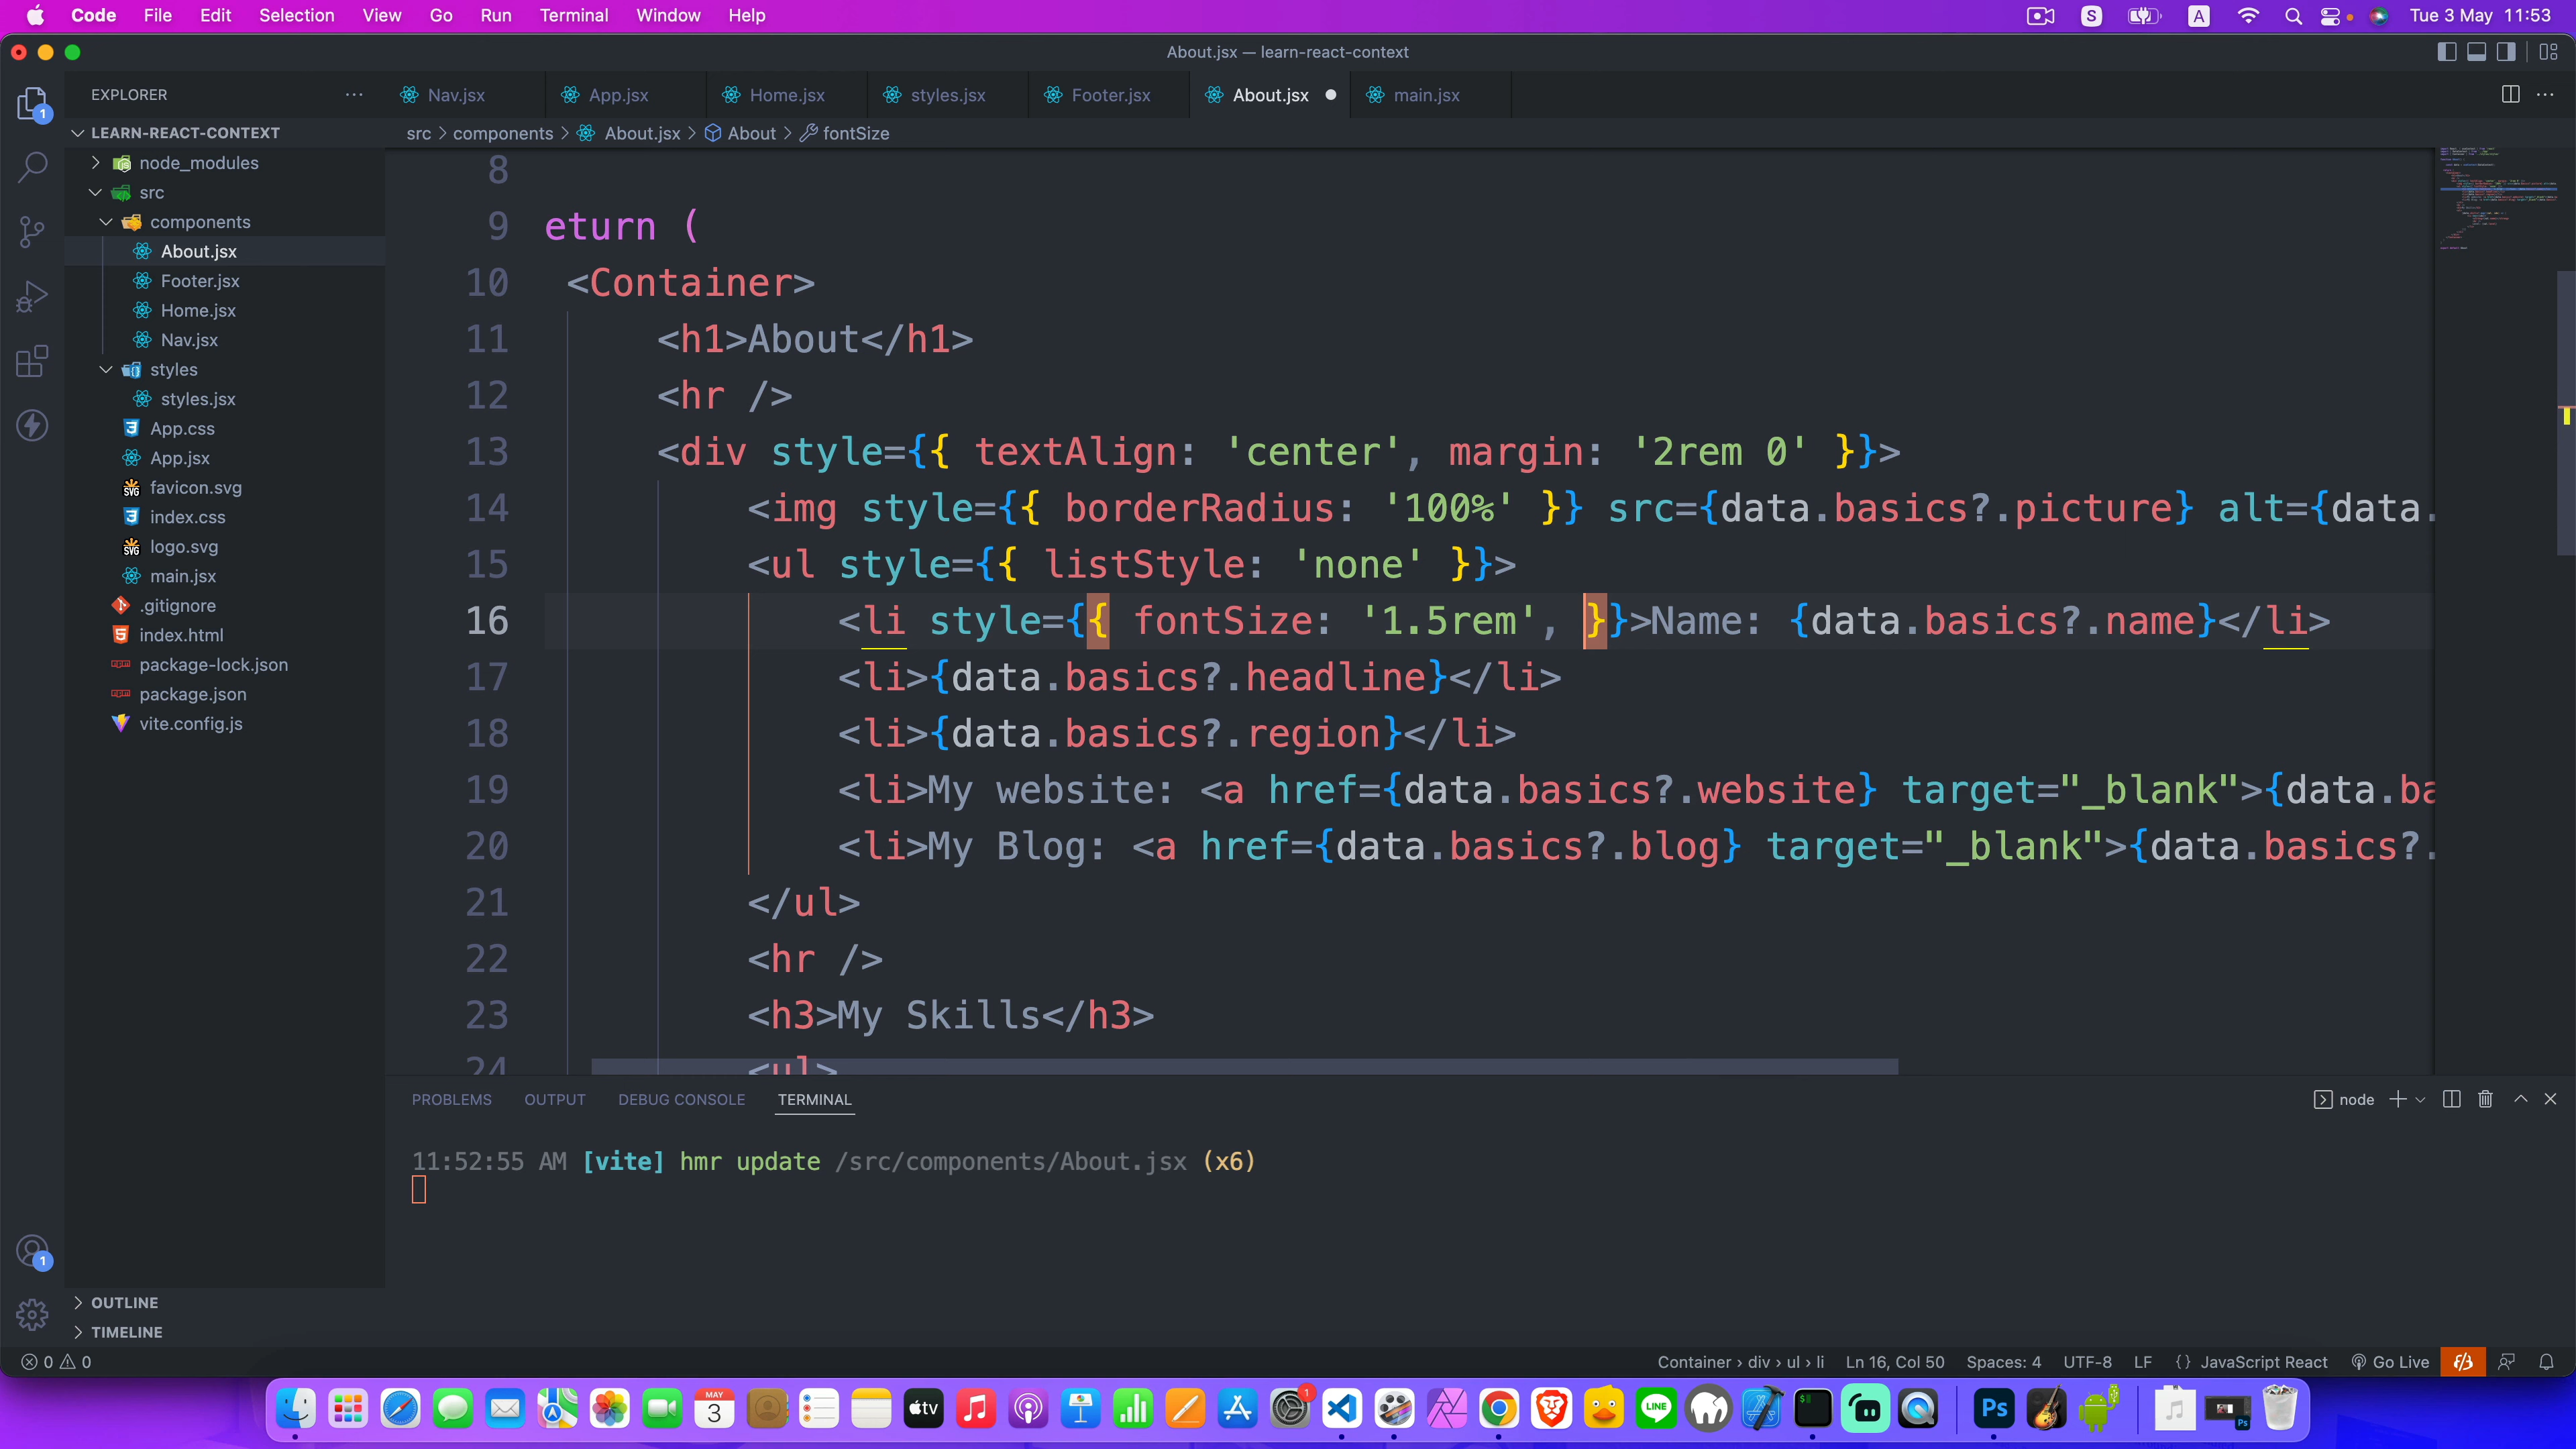 Code File Edit Selection View Go Run Terminal Window Help
S A Tue 3 May 11:53
About.jsx — learn-react-context
EXPLORER ···
1
LEARN-REACT-CONTEXT
node_modules
src
components
About.jsx
Footer.jsx
Home.jsx
Nav.jsx
styles
styles.jsx
App.css
App.jsx
favicon.svg
index.css
logo.svg
main.jsx
.gitignore
index.html
package-lock.json
package.json
vite.config.js
1
OUTLINE
TIMELINE
Nav.jsx App.jsx Home.jsx styles.jsx Footer.jsx About.jsx main.jsx
src > components > About.jsx > About > fontSize
8
9 eturn (
10 <Container>
11 <h1>About</h1>
12 <hr />
13 <div style={{ textAlign: 'center', margin: '2rem 0' }}>
14 <img style={{ borderRadius: '100%' }} src={data.basics?.picture} alt={data.
15 <ul style={{ listStyle: 'none' }}>
16 <li style={{ fontSize: '1.5rem', }}>Name: {data.basics?.name}</li>
17 <li>{data.basics?.headline}</li>
18 <li>{data.basics?.region}</li>
19 <li>My website: <a href={data.basics?.website} target="_blank">{data.ba
20 <li>My Blog: <a href={data.basics?.blog} target="_blank">{data.basics?.
21 </ul>
22 <hr />
23 <h3>My Skills</h3>
24 <ul>
PROBLEMS OUTPUT DEBUG CONSOLE TERMINAL node
11:52:55 AM [vite] hmr update /src/components/About.jsx (x6)
0 0 Container › div › ul › li Ln 16, Col 50 Spaces: 4 UTF-8 LF {} JavaScript React Go Live
MAY
3
tv
1
LINE
Ps
Ps